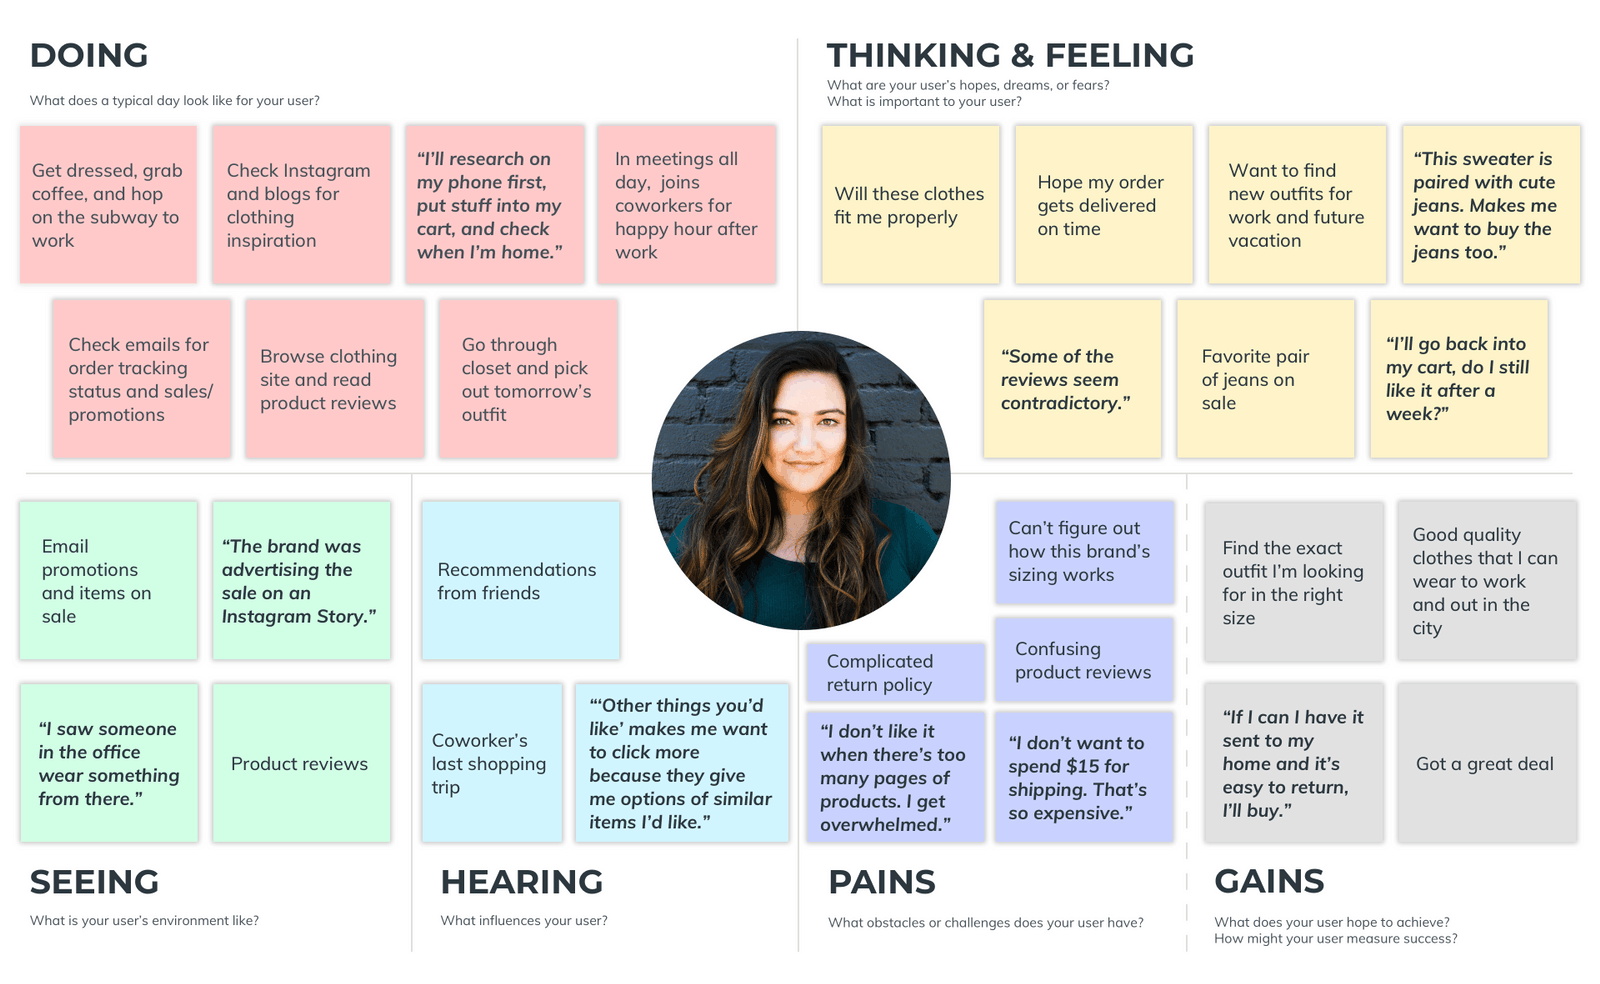 DOING
What does a typical day look like for your user?
Get dressed, grab
coffee, and hop
on the subway to
work
Check Instagram
and blogs for
clothing
inspiration
“I’ll research on
my phone first,
put stuff into my
cart, and check
when I’m home.”
In meetings all
day,  joins
coworkers for
happy hour after
work
Check emails for
order tracking
status and sales/
promotions
Browse clothing
site and read
product reviews
Go through
closet and pick
out tomorrow’s
outfit
THINKING & FEELING
What are your user’s hopes, dreams, or fears?
What is important to your user?
Will these clothes
fit me properly
Hope my order
gets delivered
on time
Want to find
new outfits for
work and future
vacation
“This sweater is
paired with cute
jeans. Makes me
want to buy the
jeans too.”
“Some of the
reviews seem
contradictory.”
Favorite pair
of jeans on
sale
“I’ll go back into
my cart, do I still
like it after a
week?”
Email
promotions
and items on
sale
“The brand was
advertising the
sale on an
Instagram Story.”
“I saw someone
in the office
wear something
from there.”
Product reviews
SEEING
What is your user’s environment like?
Recommendations
from friends
Coworker’s
last shopping
trip
“‘Other things you’d
like’ makes me want
to click more
because they give
me options of similar
items I’d like.”
HEARING
What influences your user?
Can’t figure out
how this brand’s
sizing works
Complicated
return policy
Confusing
product reviews
“I don’t like it
when there’s too
many pages of
products. I get
overwhelmed.”
“I don’t want to
spend $15 for
shipping. That’s
so expensive.”
PAINS
What obstacles or challenges does your user have?
Find the exact
outfit I’m looking
for in the right
size
Good quality
clothes that I can
wear to work
and out in the
city
“If I can I have it
sent to my
home and it’s
easy to return,
I’ll buy.”
Got a great deal
GAINS
What does your user hope to achieve?
How might your user measure success?